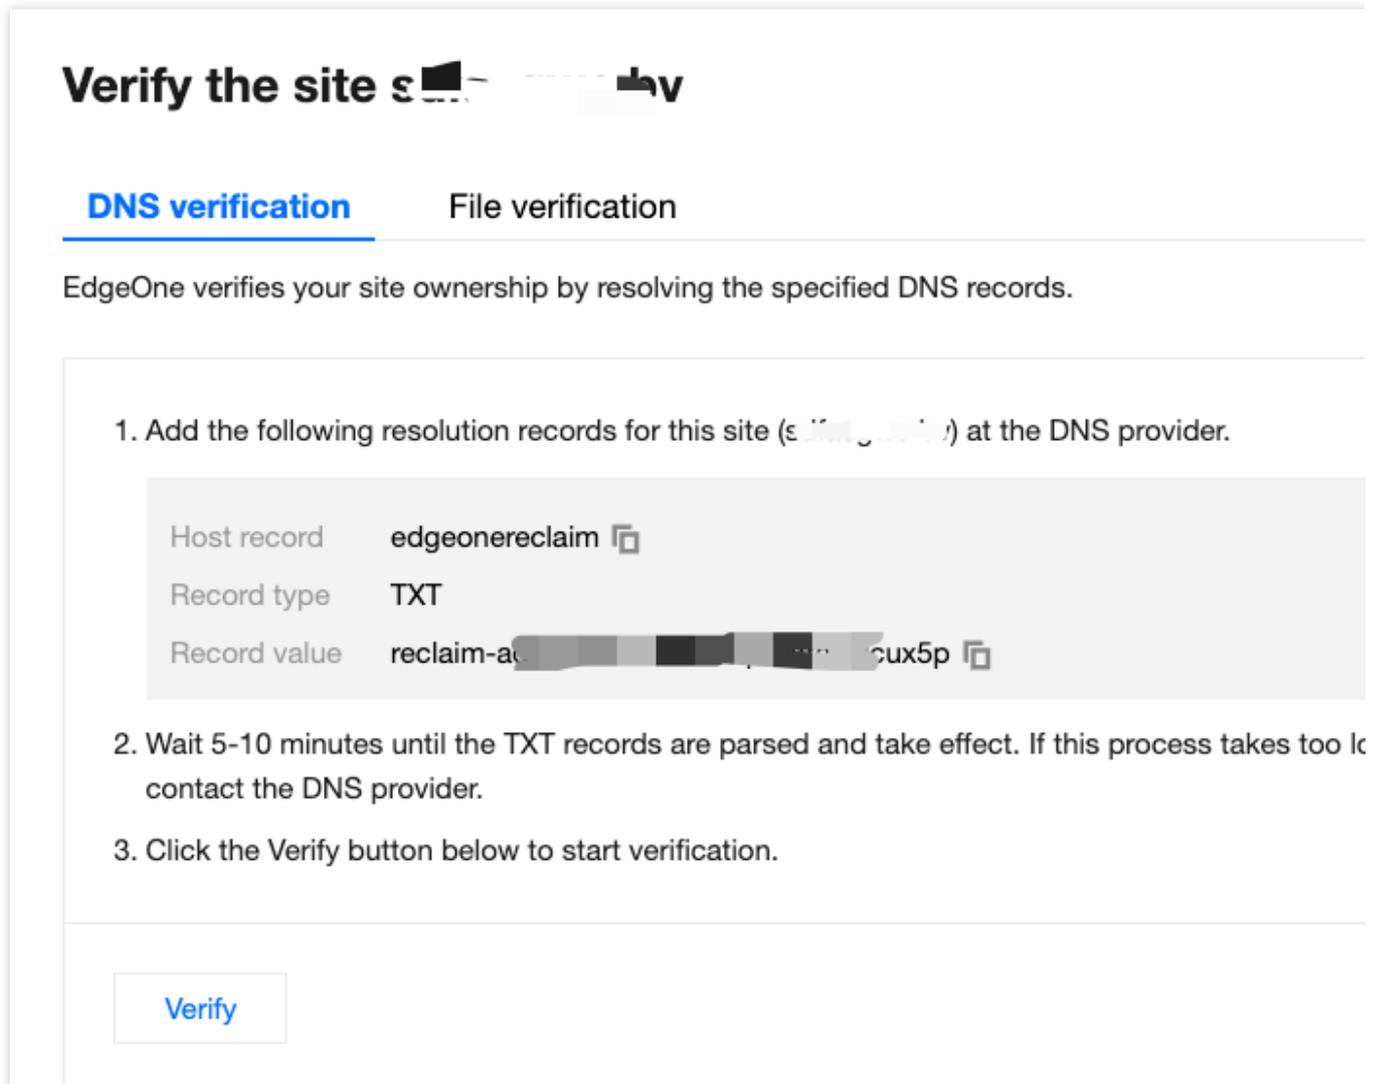 Verify the site
DNS verification
File verification
EdgeOne verifies your site ownership by resolving the specified DNS records.
1. Add the following resolution records for this site ( ) at the DNS provider.
Host record edgeonereclaim
Record type TXT
Record value
2. Wait 5-10 minutes until the TXT records are parsed and take effect. If this process takes too
contact the DNS provider.
3. Click the Verify button below to start verification.
Verify